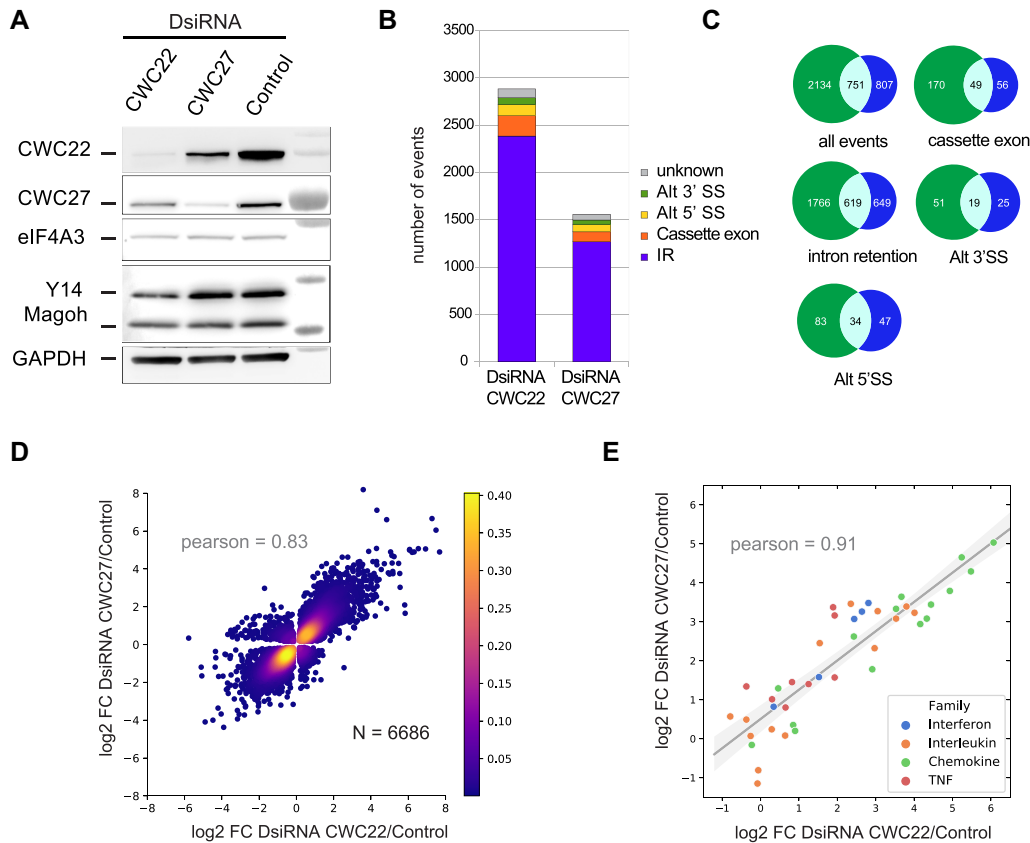 A
DsiRNA
CWC22
CWC27
Control
CWC22
CWC27
eIF4A3
Y14
Magoh
GAPDH
B
number of events
3500
3000
2500
2000
1500
1000
500
0
DsiRNA
CWC22
DsiRNA
CWC27
unknown
Alt 3' SS
Alt 5' SS
Cassette exon
IR
C
2134 751 807
all events
170 49 56
cassette exon
1766 619 649
intron retention
51 19 25
Alt 3'SS
83 34 47
Alt 5'SS
D
log2 FC DsiRNA CWC27/Control
8
6
4
2
0
−2
−4
−6
−8
pearson = 0.83
N = 6686
−8 −6 −4 −2 0 2 4 6 8
log2 FC DsiRNA CWC22/Control
0.40
0.35
0.30
0.25
0.20
0.15
0.10
0.05
E
log2 FC DsiRNA CWC27/Control
6
5
4
3
2
1
0
−1
pearson = 0.91
Family
Interferon
Interleukin
Chemokine
TNF
−1 0 1 2 3 4 5 6
log2 FC DsiRNA CWC22/Control